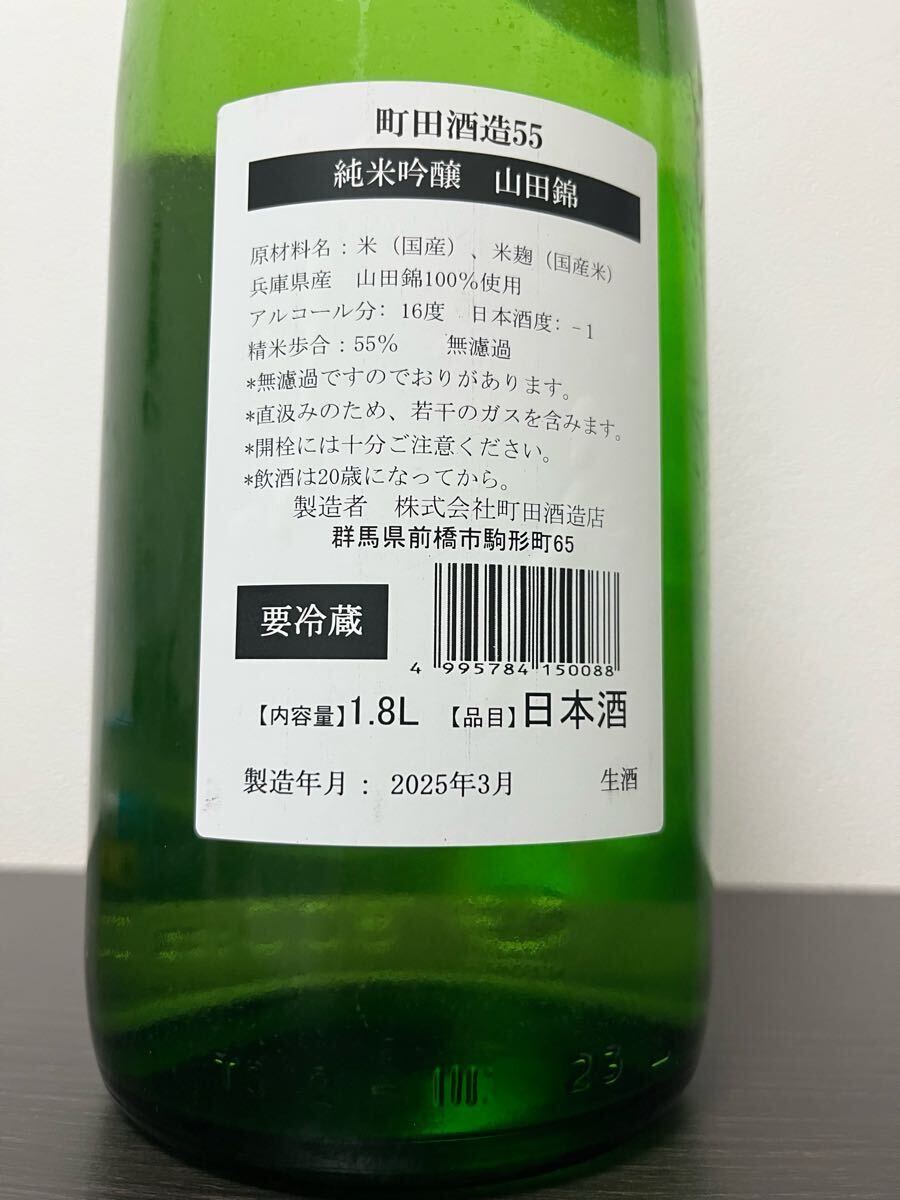 町田酒造55
純米吟醸 山田錦
原材料名：米（国産）、米麹（国産米）
兵庫県産 山田錦100％使用
アルコール分：16度 日本酒度：-1
精米歩合：55％ 無濾過
*無濾過ですのでおりがあります。
*直汲みのため、若干のガスを含みます。
*開栓には十分ご注意ください。
*飲酒は20歳になってから。
製造者 株式会社町田酒造店
群馬県前橋市駒形町65
要冷蔵
4 995784 150088
【内容量】1.8L 【品目】日本酒
製造年月： 2025年3月 生酒
23